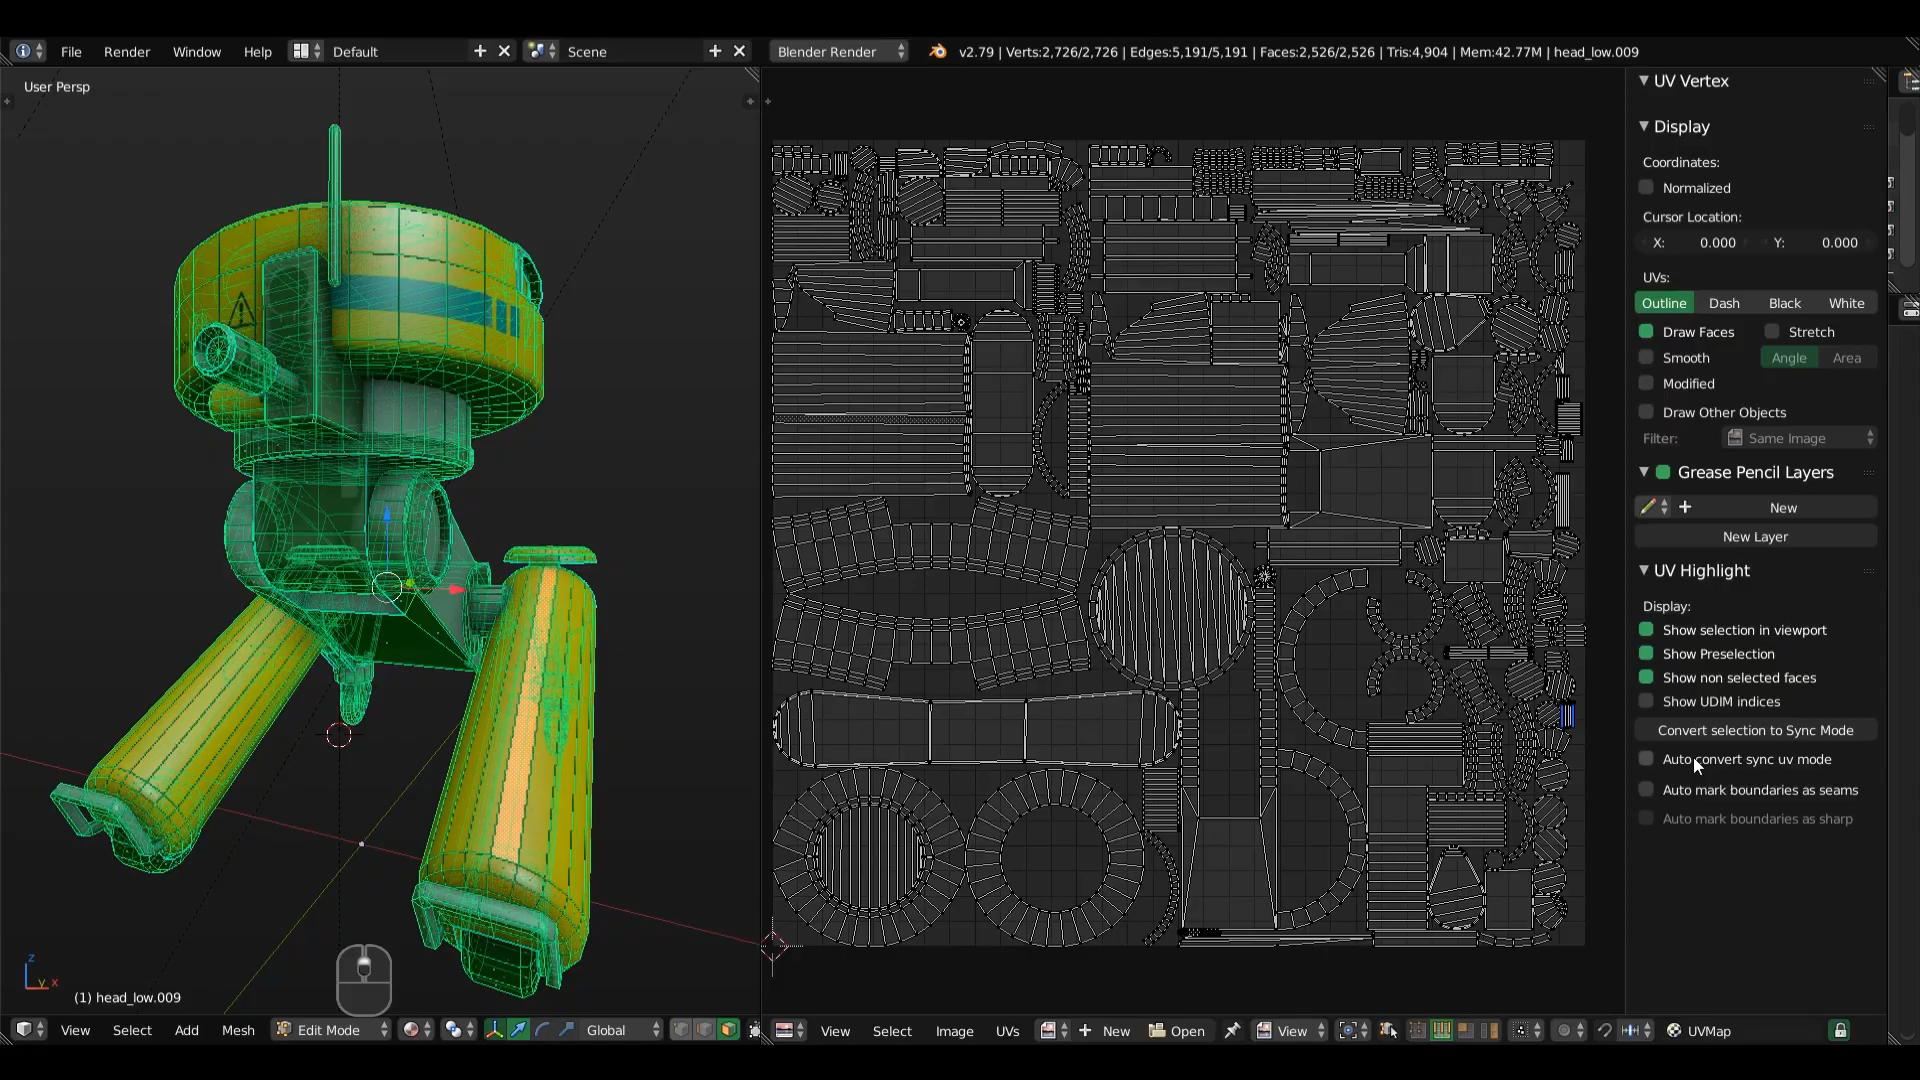 File Render Window Help Default Scene Blender Render v2.79 | Verts:2,726/2,726 | Edges:5,191/5,191 | Faces:2,526/2,526 | Tris:4,904 | Mem:42.77M | head_low.009
User Persp
UV Vertex
Display
Coordinates:
Normalized
Cursor Location:
X: 0.000 Y: 0.000
UVs:
Outline Dash Black White
Draw Faces Stretch
Smooth Angle Area
Modified
Draw Other Objects
Filter: Same Image
Grease Pencil Layers
New
New Layer
UV Highlight
Display:
Show selection in viewport
Show Preselection
Show non selected faces
Show UDIM indices
Convert selection to Sync Mode
Auto convert sync uv mode
Auto mark boundaries as seams
Auto mark boundaries as sharp
z
y x
(1) head_low.009
View Select Add Mesh Edit Mode Global View Select Image UVs New Open View UVMap